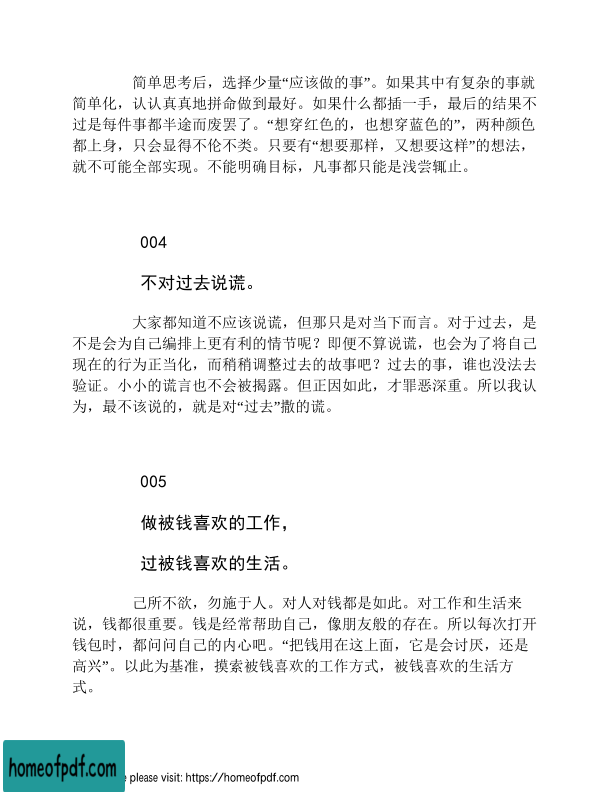 简单思考后，选择少量“应该做的事”。如果其中有复杂的事就
简单化，认认真真地拼命做到最好。如果什么都插一手，最后的结果不
过是每件事都半途而废罢了。“想穿红色的，也想穿蓝色的”，两种颜色
都上身，只会显得不伦不类。只要有“想要那样，又想要这样”的想法，
就不可能全部实现。不能明确目标，凡事都只能是浅尝辄止。
004
不对过去说谎。
大家都知道不应该说谎，但那只是对当下而言。对于过去，是
不是会为自己编排上更有利的情节呢？即便不算说谎，也会为了将自己
现在的行为正当化，而稍稍调整过去的故事吧？过去的事，谁也没法去
验证。小小的谎言也不会被揭露。但正因如此，才罪恶深重。所以我认
为，最不该说的，就是对“过去”撒的谎。
005
做被钱喜欢的工作，
过被钱喜欢的生活。
己所不欲，勿施于人。对人对钱都是如此。对工作和生活来
说，钱都很重要。钱是经常帮助自己，像朋友般的存在。所以每次打开
钱包时，都问问自己的内心吧。“把钱用在这上面，它是会讨厌，还是
高兴”。以此为基准，摸索被钱喜欢的工作方式，被钱喜欢的生活方
式。
homeofpdf.com
please visit: https://homeofpdf.com